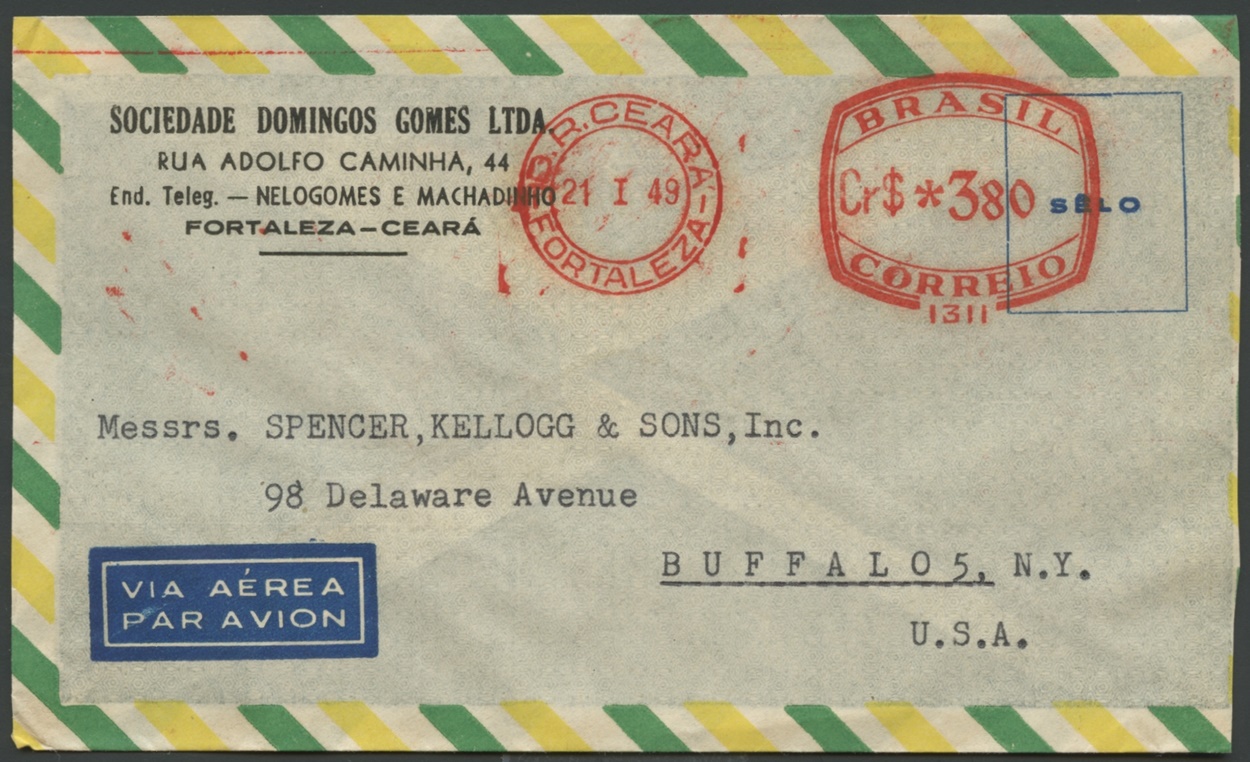 SOCIEDADE DOMINGOS GOMES LTDA.
RUA ADOLFO CAMINHA, 44
End. Teleg. — NELOGOMES E MACHADINHO
FORTALEZA—CEARÁ
D.R. CEARÁ-
21 I 49
FORTALEZA-
BRASIL
Cr$ *380
CORREIO
1311
SÊLO
Messrs. SPENCER,KELLOGG & SONS,Inc.
98 Delaware Avenue
BUFFALO 5, N.Y.
U.S.A.
VIA AÉREA
PAR AVION